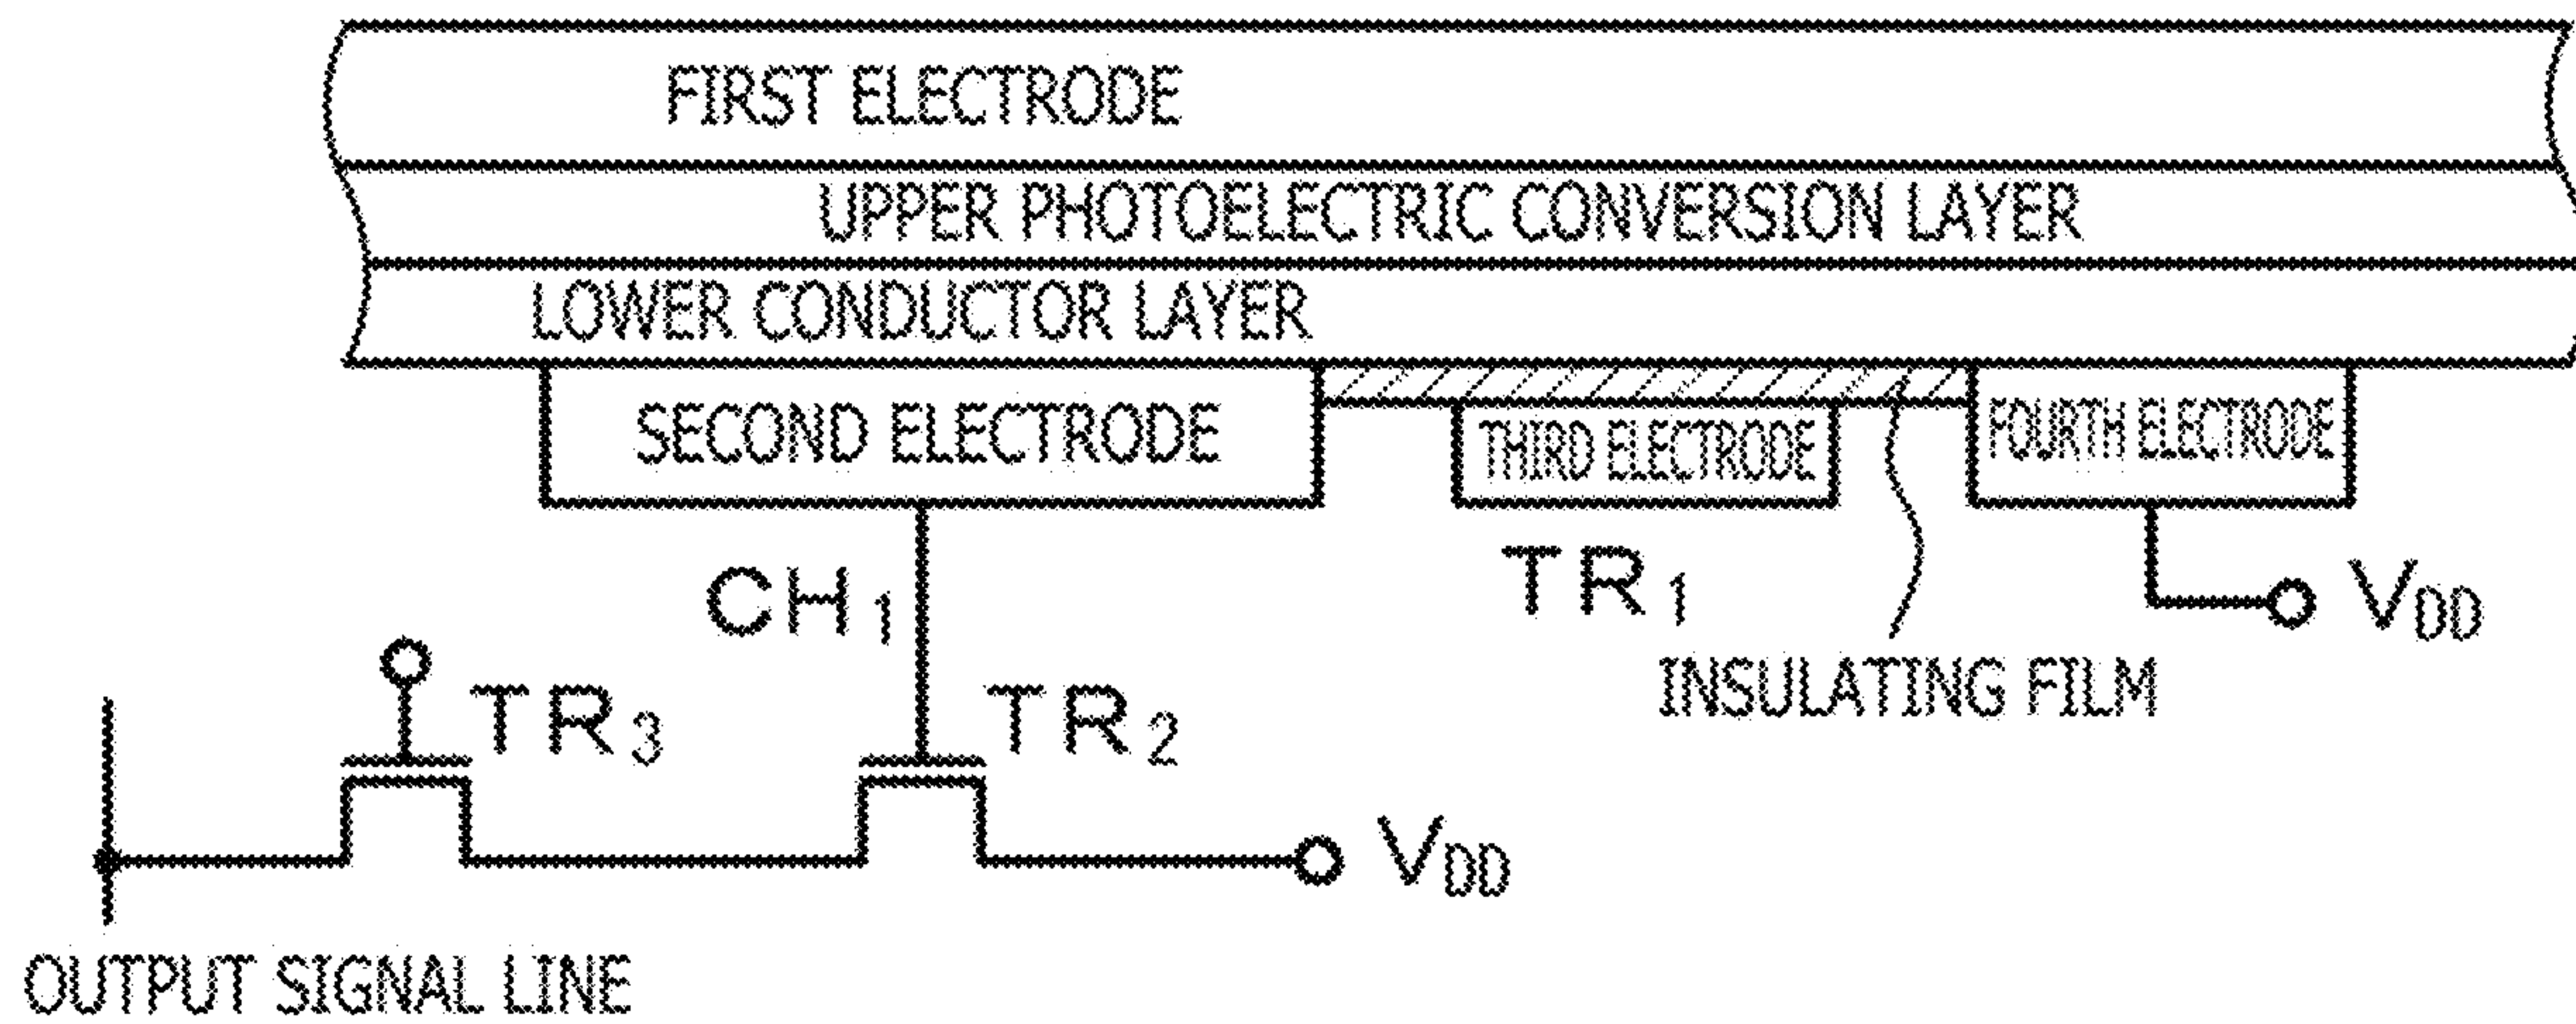 FIRST ELECTRODE
UPPER PHOTOELECTRIC CONVERSION LAYER
LOWER CONDUCTOR LAYER
SECOND ELECTRODE
THIRD ELECTRODE
FOURTH ELECTRODE
CH1
TR1
VDD
INSULATING FILM
TR3
TR2
VDD
OUTPUT SIGNAL LINE